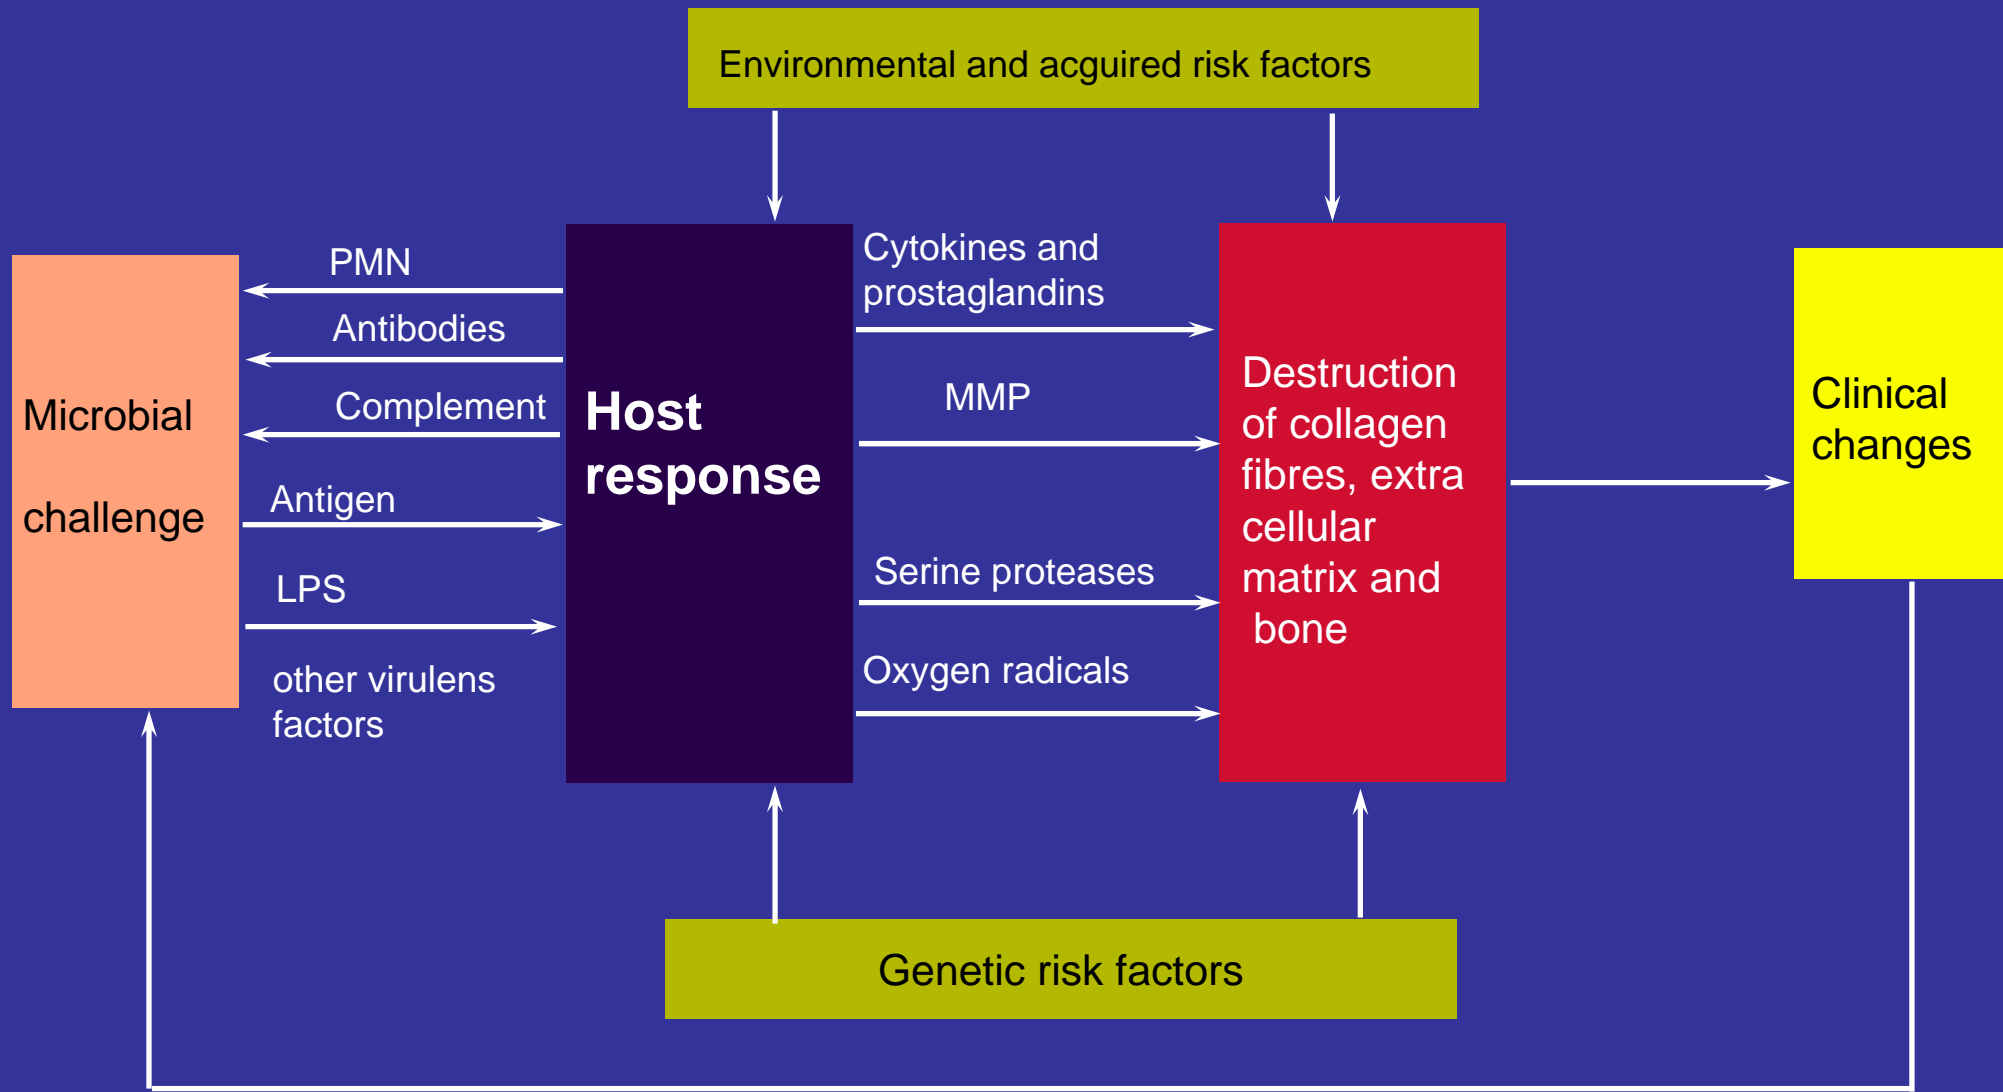 Environmental and acguired risk factors
PMN
Antibodies
Complement
Antigen
LPS
other virulens
factors
Microbial
challenge
Host
response
Cytokines and
prostaglandins
MMP
Serine proteases
Oxygen radicals
Destruction
of collagen
fibres, extra
cellular
matrix and
bone
Clinical
changes
Genetic risk factors